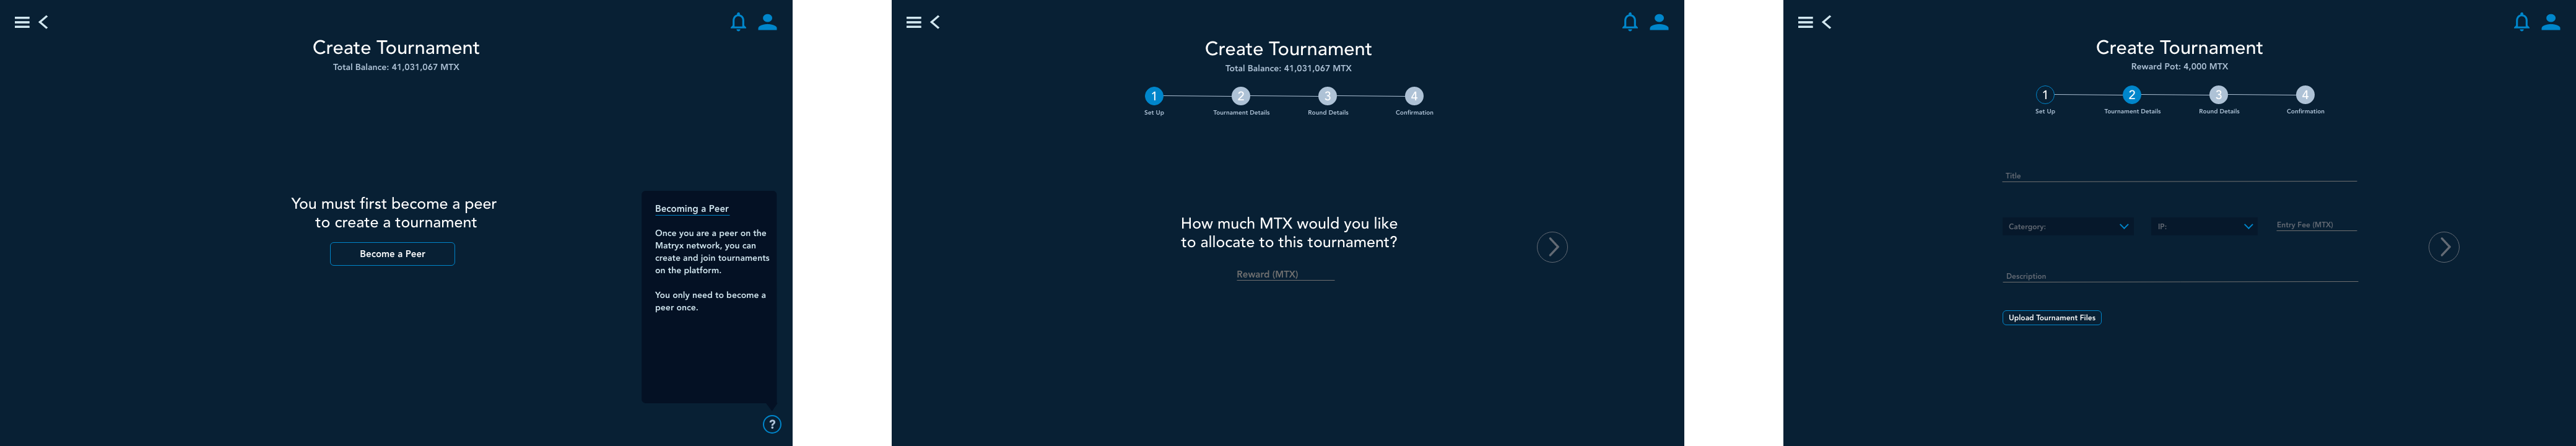 Create Tournament
Total Balance: 41,031,067 MTX
You must first become a peer
to create a tournament
Become a Peer
Becoming a Peer
Once you are a peer on the
Matryx network, you can
create and join tournaments
on the platform.
You only need to become a
peer once.
?
Create Tournament
Total Balance: 41,031,067 MTX
1 2 3 4
Set Up Tournament Details Round Details Confirmation
How much MTX would you like
to allocate to this tournament?
Reward (MTX)
Create Tournament
Reward Pot: 4,000 MTX
1 2 3 4
Set Up Tournament Details Round Details Confirmation
Title
Catergory: IP: Entry Fee (MTX)
Description
Upload Tournament Files